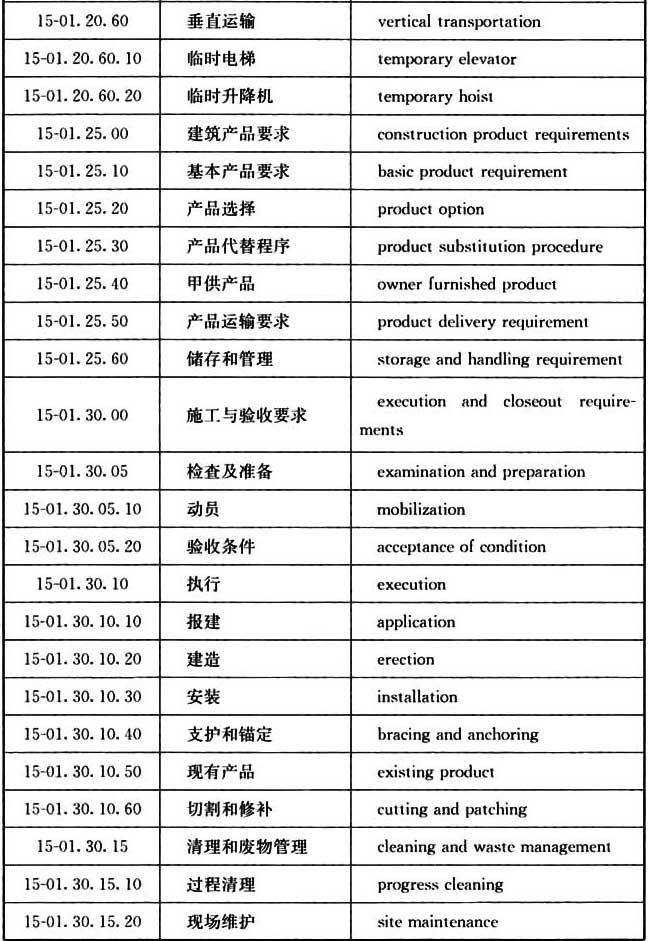 15-01.20.60 垂直运输 vertical transportation
15-01.20.60.10 临时电梯 temporary elevator
15-01.20.60.20 临时升降机 temporary hoist
15-01.25.00 建筑产品要求 construction product requirements
15-01.25.10 基本产品要求 basic product requirement
15-01.25.20 产品选择 product option
15-01.25.30 产品代替程序 product substitution procedure
15-01.25.40 甲供产品 owner furnished product
15-01.25.50 产品运输要求 product delivery requirement
15-01.25.60 储存和管理 storage and handling requirement
15-01.30.00 施工与验收要求 execution and closeout require-
ments
15-01.30.05 检查及准备 examination and preparation
15-01.30.05.10 动员 mobilization
15-01.30.05.20 验收条件 acceptance of condition
15-01.30.10 执行 execution
15-01.30.10.10 报建 application
15-01.30.10.20 建造 erection
15-01.30.10.30 安装 installation
15-01.30.10.40 支护和锚定 bracing and anchoring
15-01.30.10.50 现有产品 existing product
15-01.30.10.60 切割和修补 cutting and patching
15-01.30.15 清理和废物管理 cleaning and waste management
15-01.30.15.10 过程清理 progress cleaning
15-01.30.15.20 现场维护 site maintenance